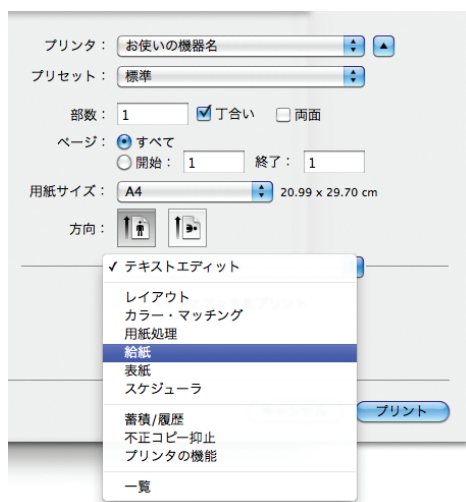 プリンタ： お使いの機器名
プリセット： 標準
部数： 1 丁合い 両面
ページ： すべて
開始： 1 終了： 1
用紙サイズ： A4 20.99 x 29.70 cm
方向：
✓ テキストエディット
レイアウト
カラー・マッチング
用紙処理
給紙
表紙
スケジューラ
蓄積/履歴
不正コピー抑止
プリンタの機能
一覧
プリント